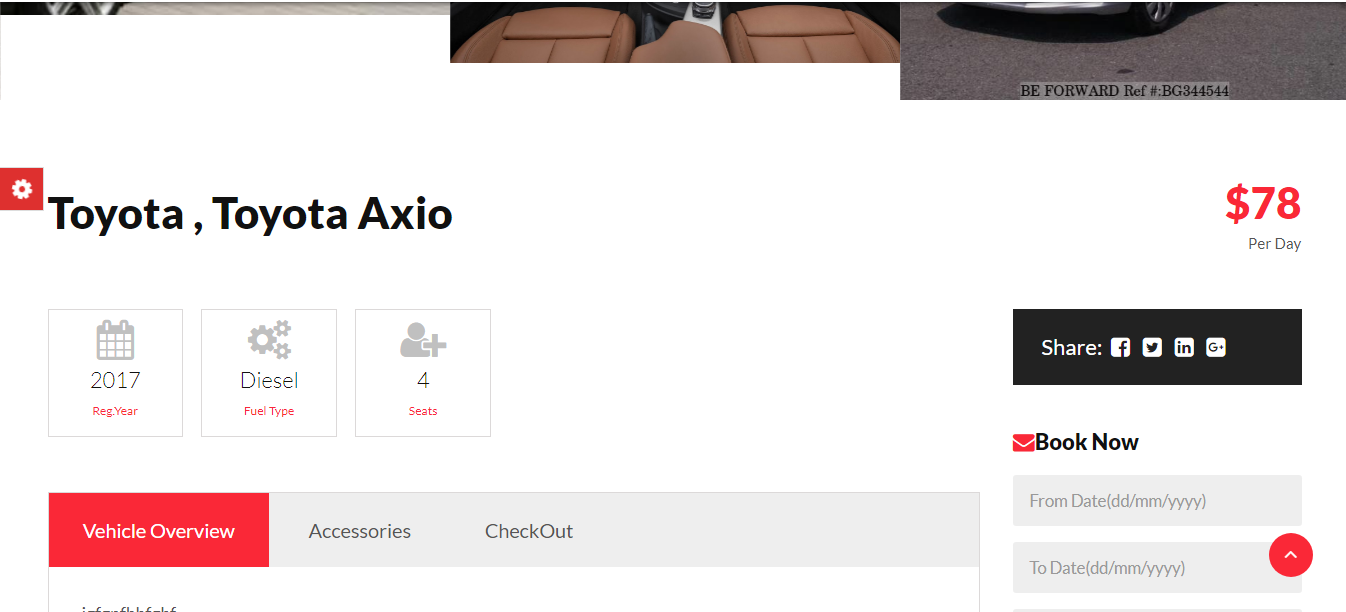 BE FORWARD Ref #:BG344544
Toyota , Toyota Axio
$78
Per Day
2017
Reg.Year
Diesel
Fuel Type
4
Seats
Share:
Book Now
From Date(dd/mm/yyyy)
To Date(dd/mm/yyyy)
Vehicle Overview
Accessories
CheckOut